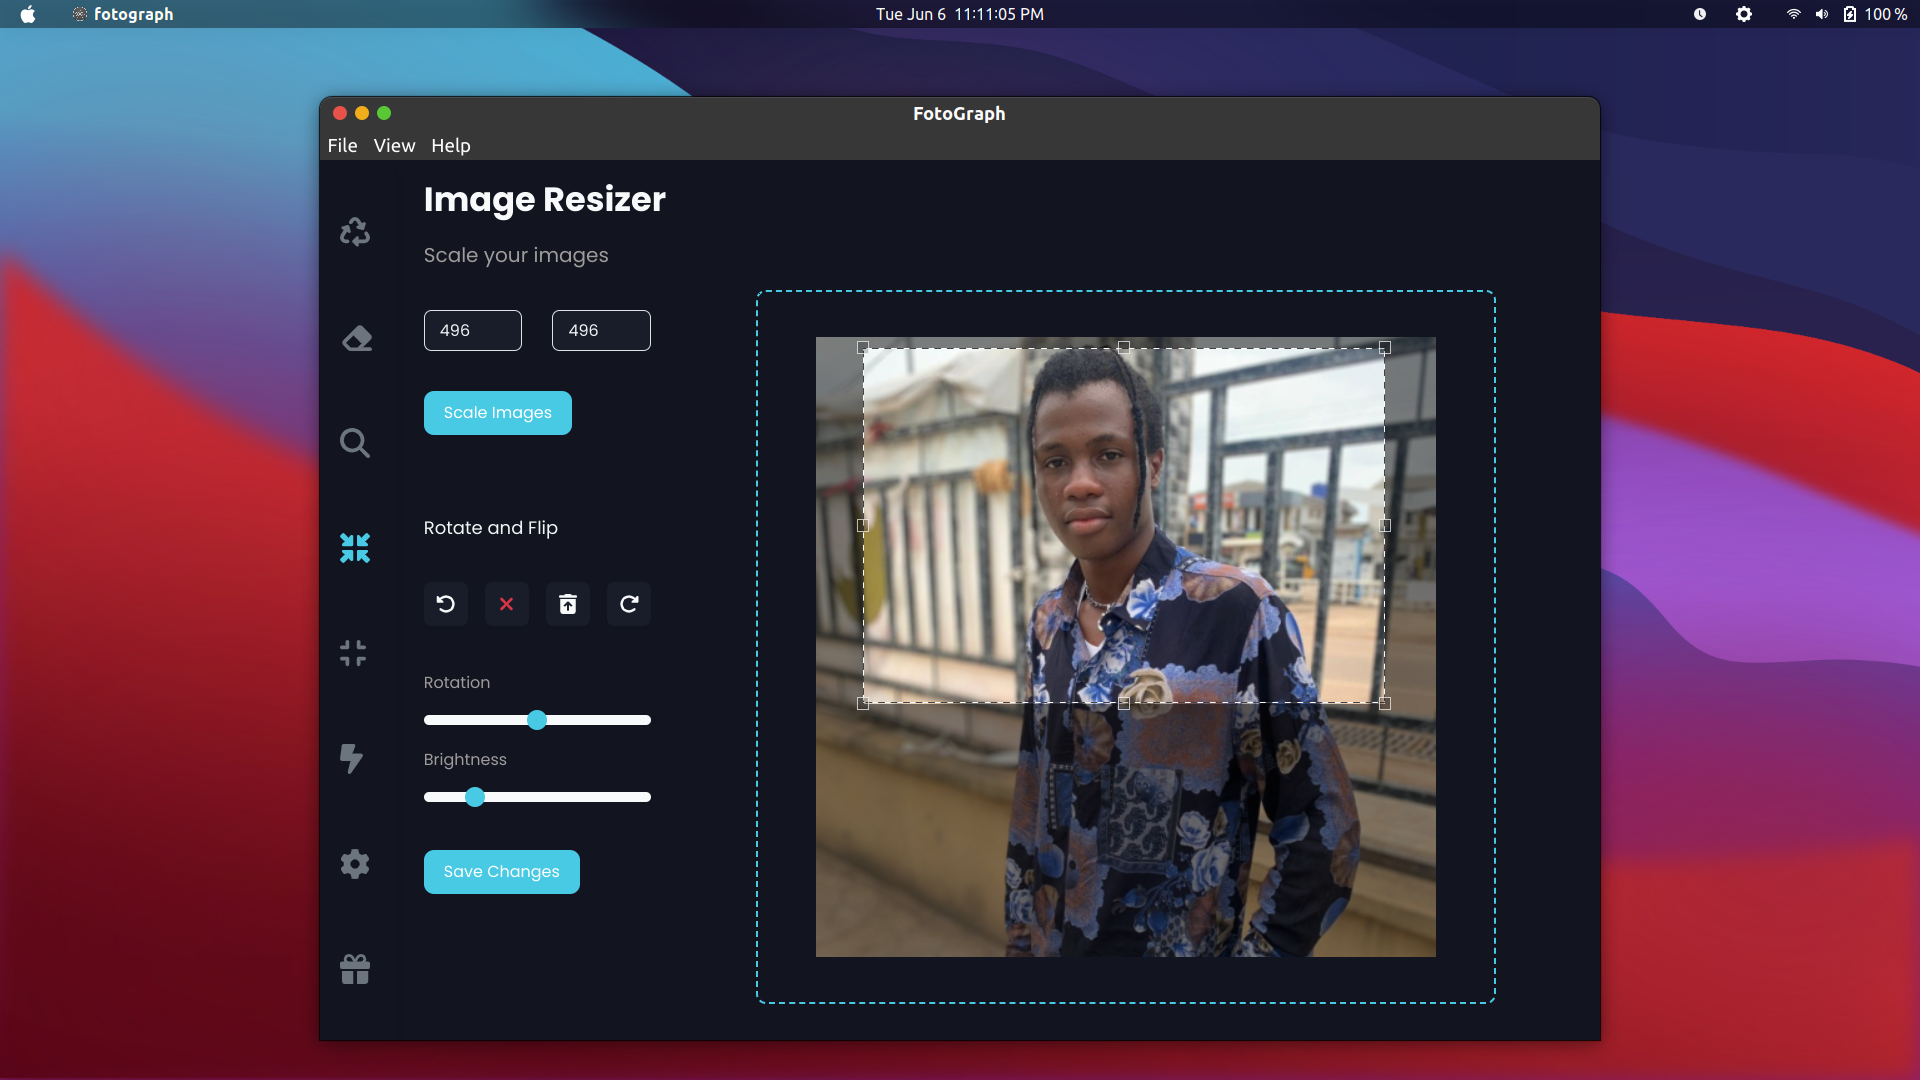 fotograph
Tue Jun 6 11:11:05 PM
100 %
FotoGraph
File View Help
Image Resizer
Scale your images
496 496
Scale Images
Rotate and Flip
Rotation
Brightness
Save Changes